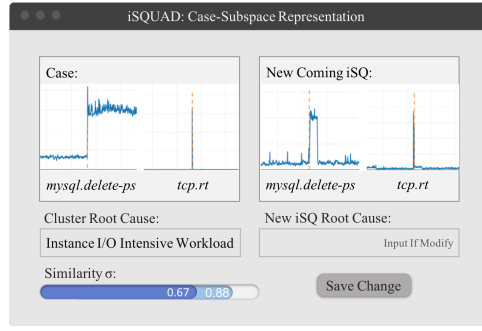 iSQUAD: Case-Subspace Representation
Case:
New Coming iSQ:
mysql.delete-ps
tcp.rt
mysql.delete-ps
tcp.rt
Cluster Root Cause:
New iSQ Root Cause:
Instance I/O Intensive Workload
Input If Modify
Similarity σ:
0.67
0.88
Save Change